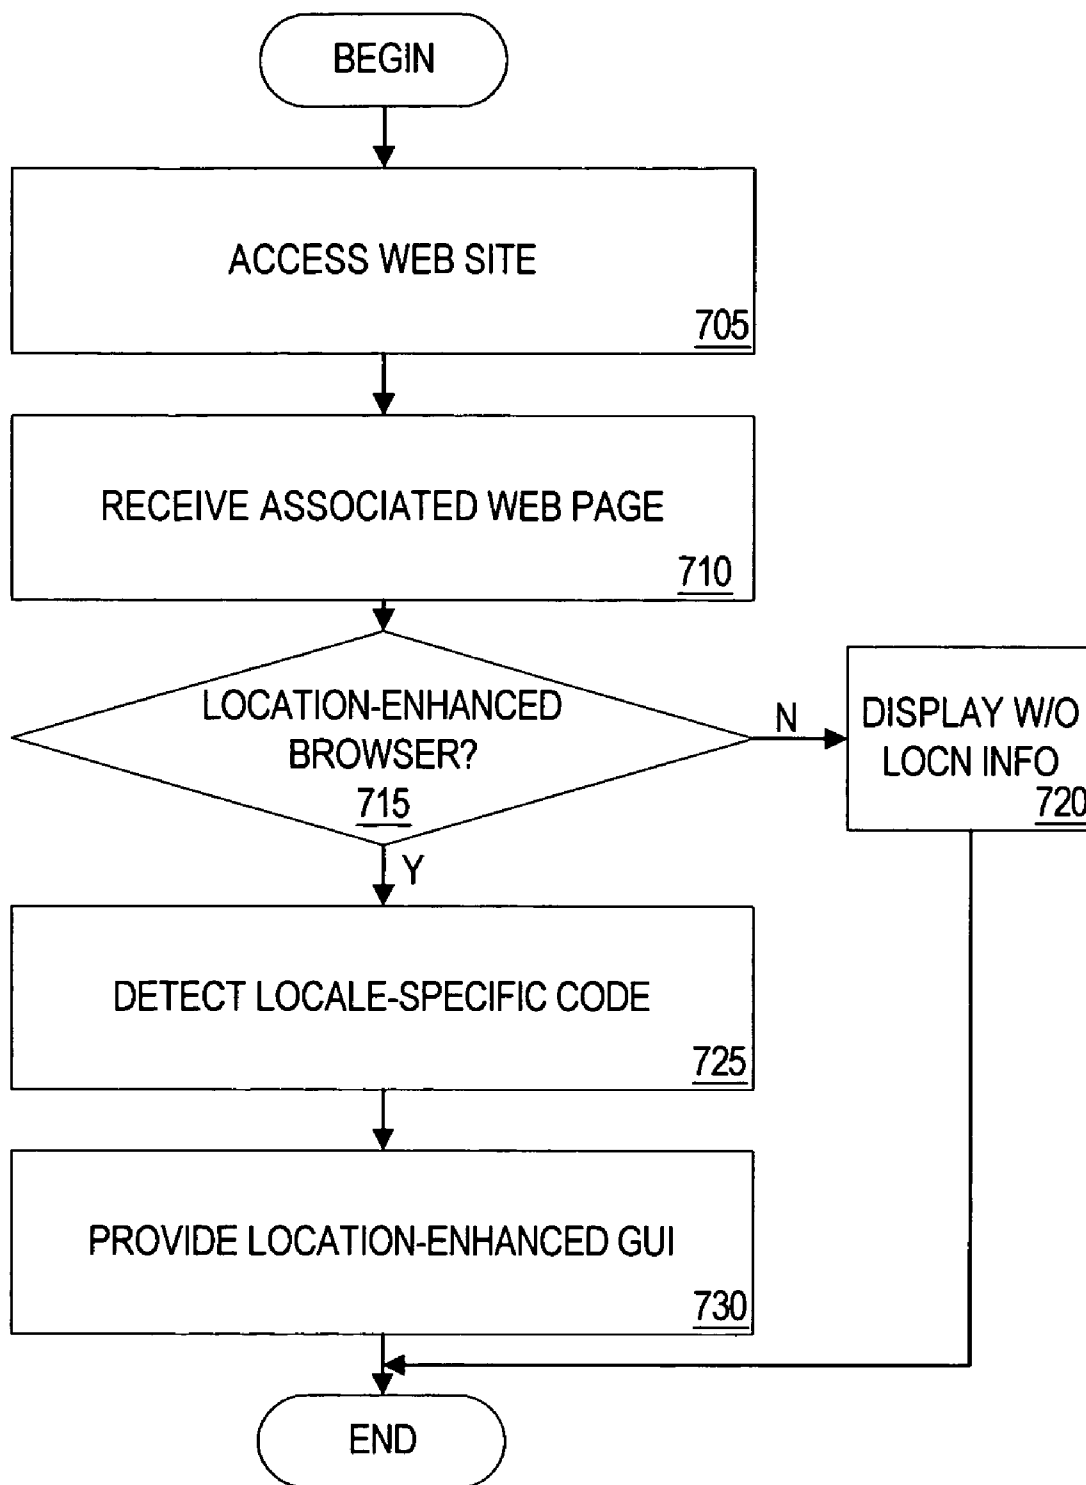 BEGIN
ACCESS WEB SITE
705
RECEIVE ASSOCIATED WEB PAGE
710
LOCATION-ENHANCED
BROWSER?
715
N
DISPLAY W/O
LOCN INFO
720
Y
DETECT LOCALE-SPECIFIC CODE
725
PROVIDE LOCATION-ENHANCED GUI
730
END